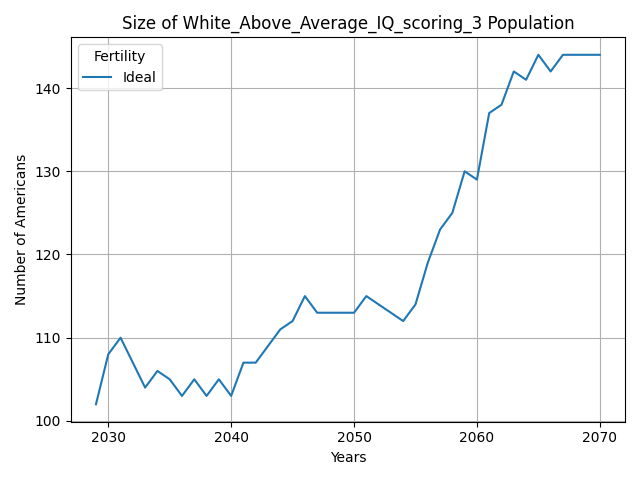 Size of White_Above_Average_IQ_scoring_3 Population
Fertility
Ideal
Number of Americans
140
130
120
110
100
2030 2040 2050 2060 2070
Years